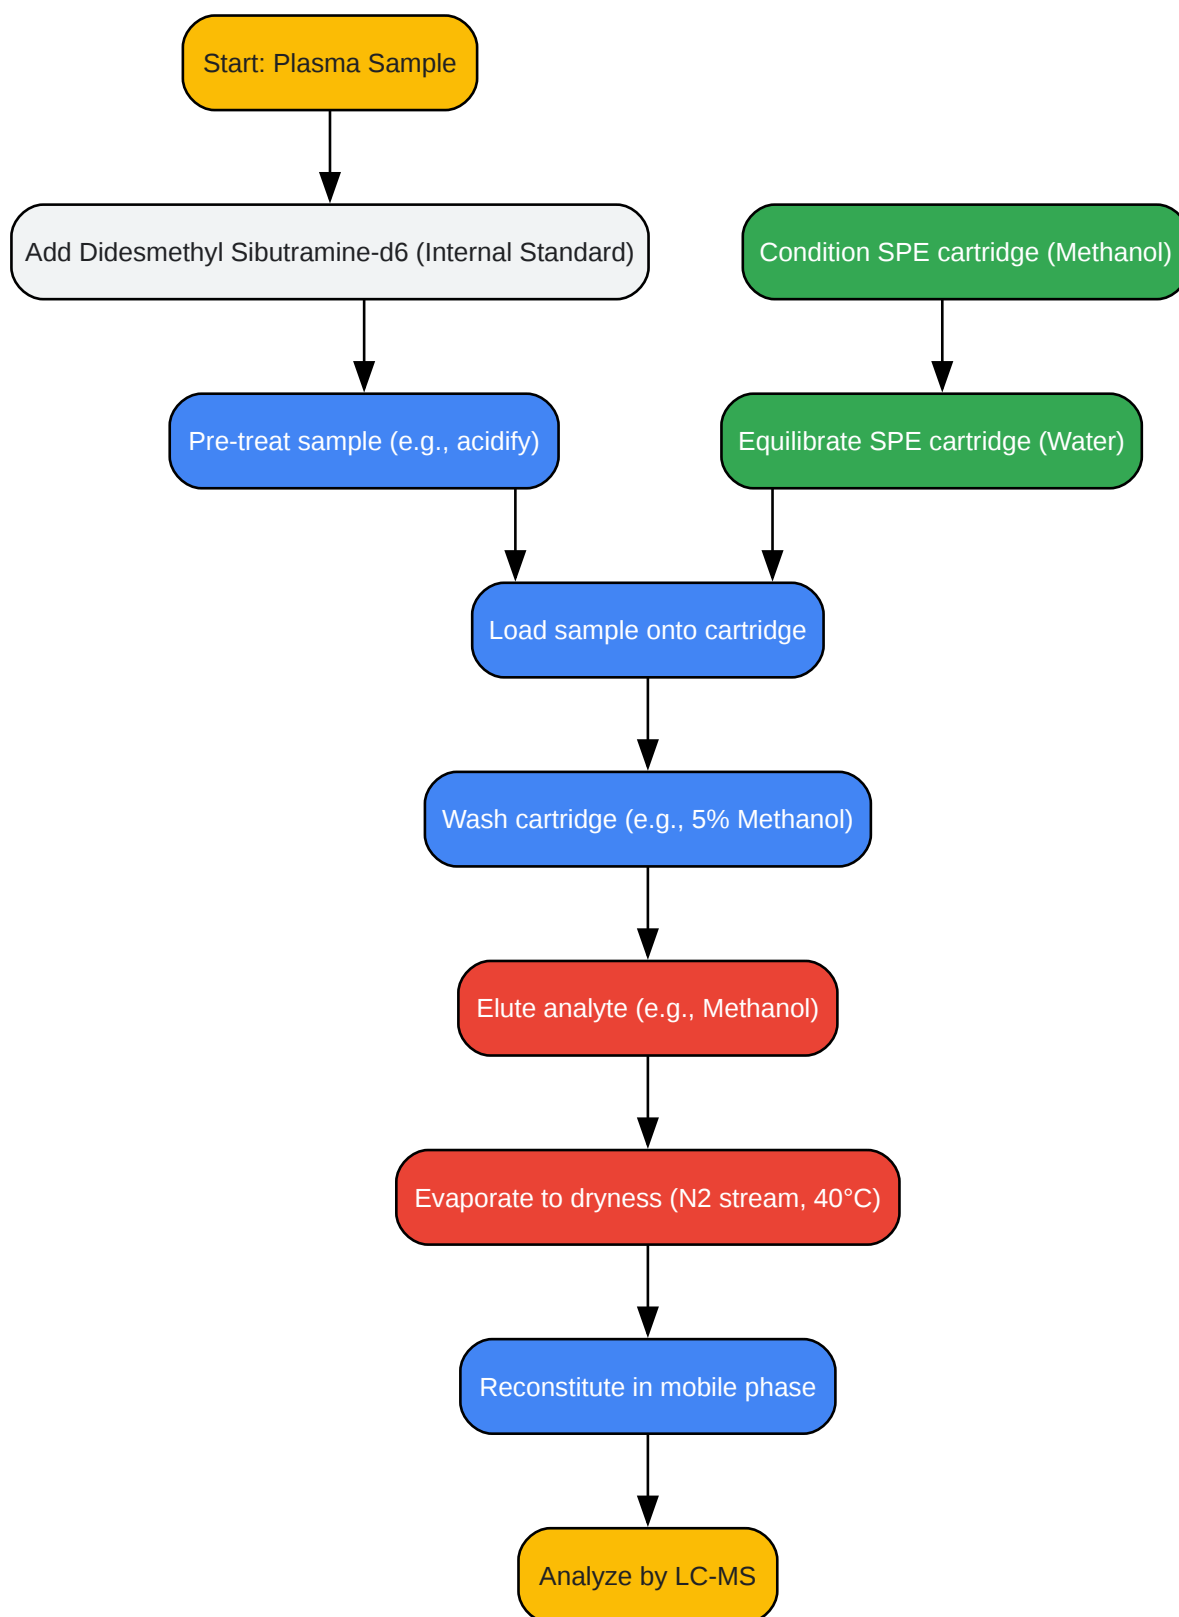 Start: Plasma Sample
Add Didesmethyl Sibutramine-d6 (Internal Standard)
Condition SPE cartridge (Methanol)
Pre-treat sample (e.g., acidify)
Equilibrate SPE cartridge (Water)
Load sample onto cartridge
Wash cartridge (e.g., 5% Methanol)
Elute analyte (e.g., Methanol)
Evaporate to dryness (N2 stream, 40°C)
Reconstitute in mobile phase
Analyze by LC-MS